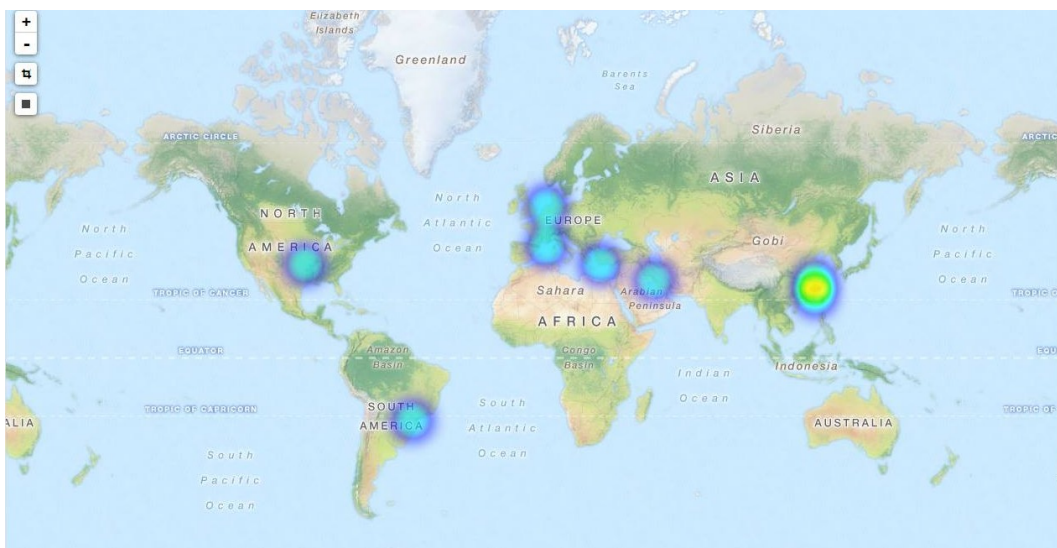 +
-
Elizabeth
Islands
Greenland
Barents
Sea
Siberia
ARCTIC CIRCLE
ARCTIC
ASIA
NORTH
AMERICA
North
Atlantic
Ocean
EUROPE
North
Pacific
Ocean
Gobi
North
Pacific
Ocean
TROPIC OF CANCER
Sahara
Arabian
Peninsula
TROPIC O
AFRICA
EQUATOR
EQU
Amazon
Basin
Congo
Basin
Indian
Ocean
Indonesia
TROPIC OF CAPRICORN
SOUTH
AMERICA
South
Atlantic
Ocean
TROPIC OF
ALIA
AUSTRALIA
South
Pacific
Ocean